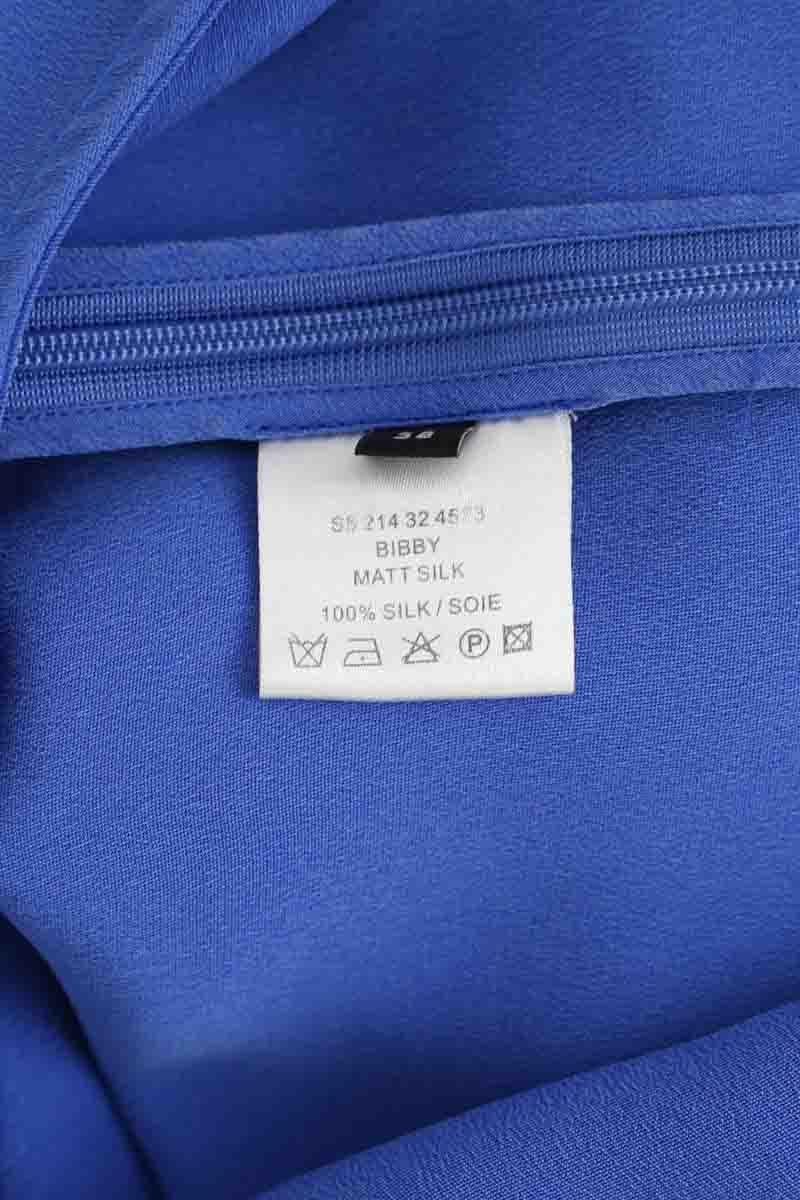 214 32
BIBBY
MATT SILK
100% SILK / SOIE
P